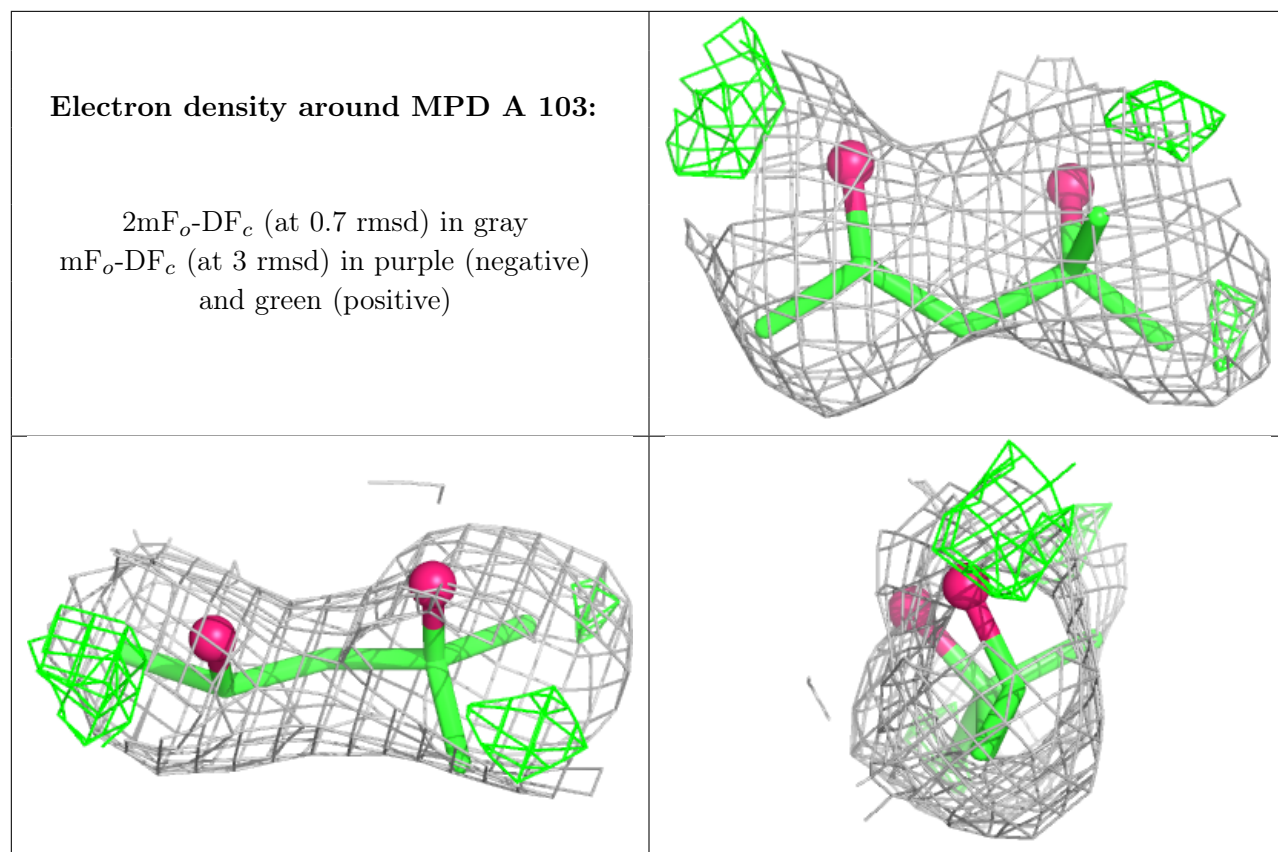 Electron density around MPD A 103:
2mFo-DFc (at 0.7 rmsd) in gray
mFo-DFc (at 3 rmsd) in purple (negative)
and green (positive)